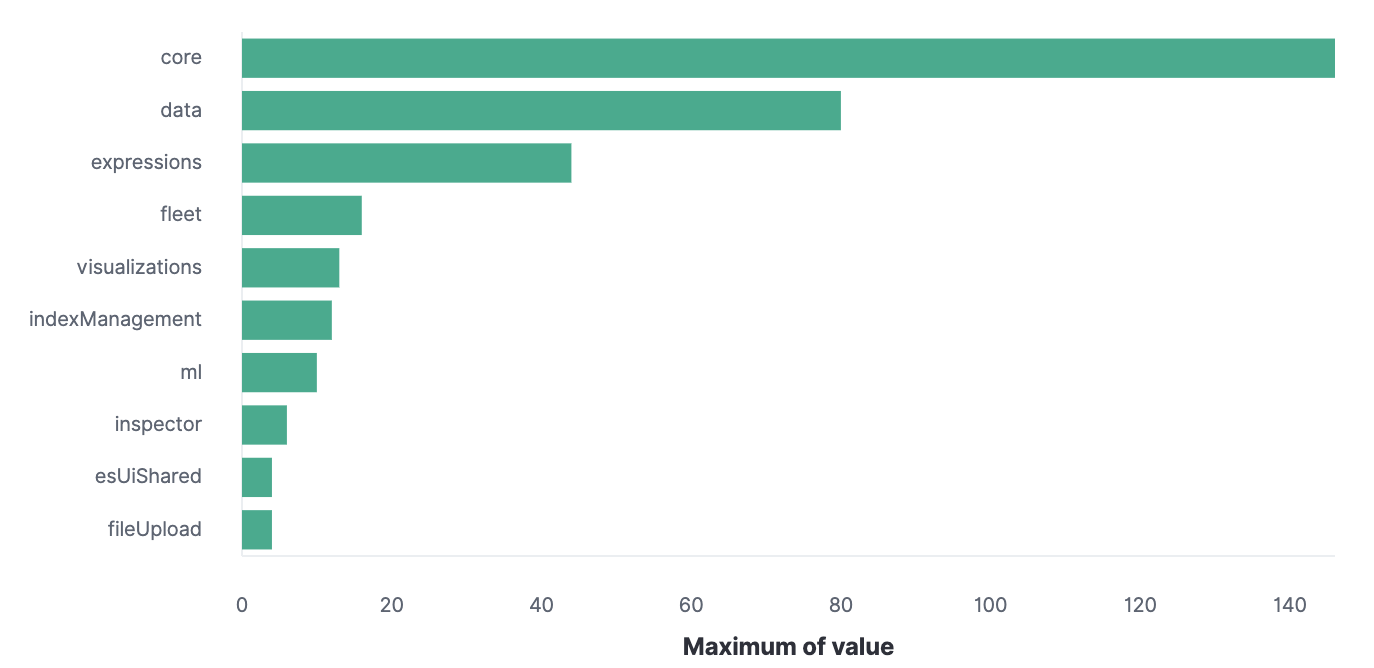 core
data
expressions
fleet
visualizations
indexManagement
ml
inspector
esUiShared
fileUpload
0 20 40 60 80 100 120 140
Maximum of value